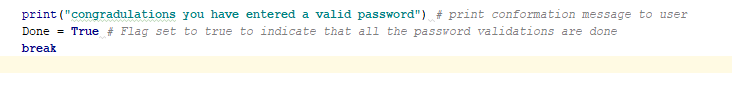 print("congradulations you have entered a valid password") # print conformation message to user
Done = True # Flag set to true to indicate that all the password validations are done
break